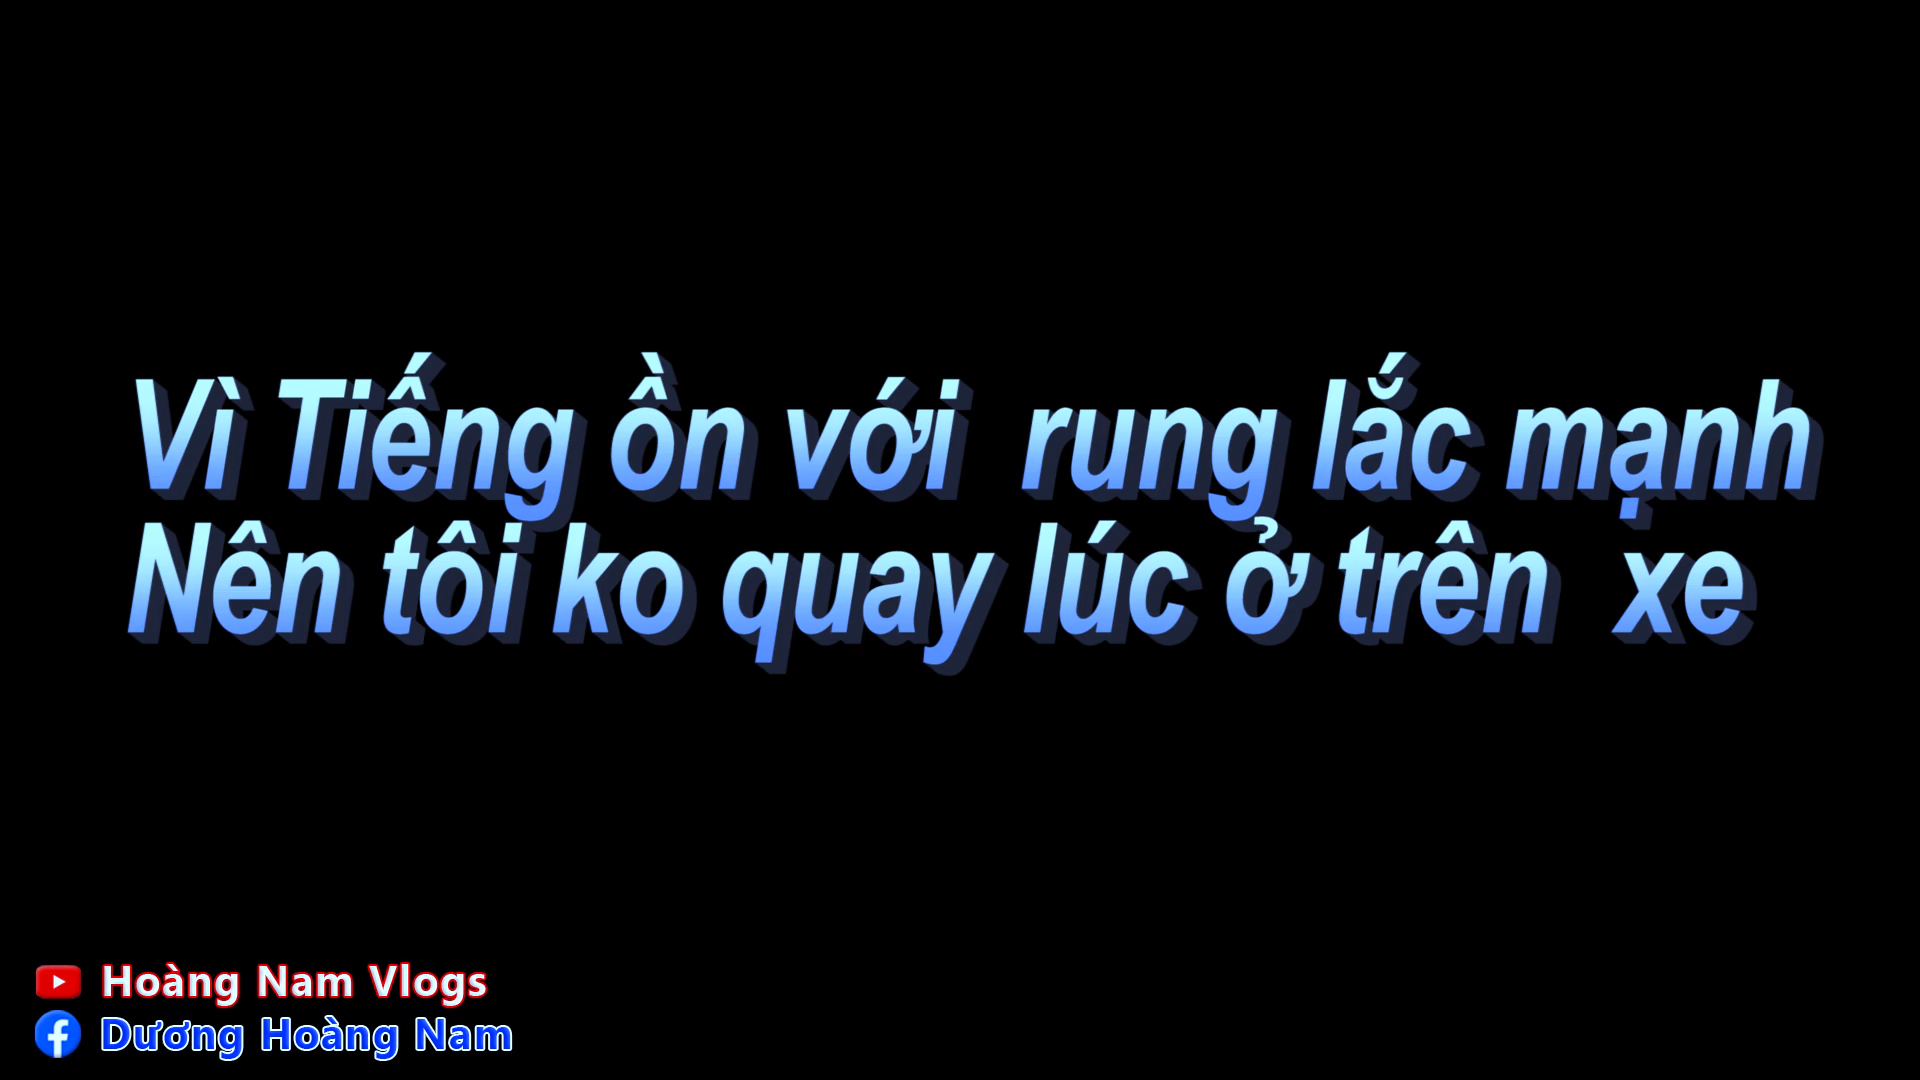 Vì Tiếng ồn với rung lắc mạnh
Nên tôi ko quay lúc ở trên xe
Hoàng Nam Vlogs
Dương Hoàng Nam